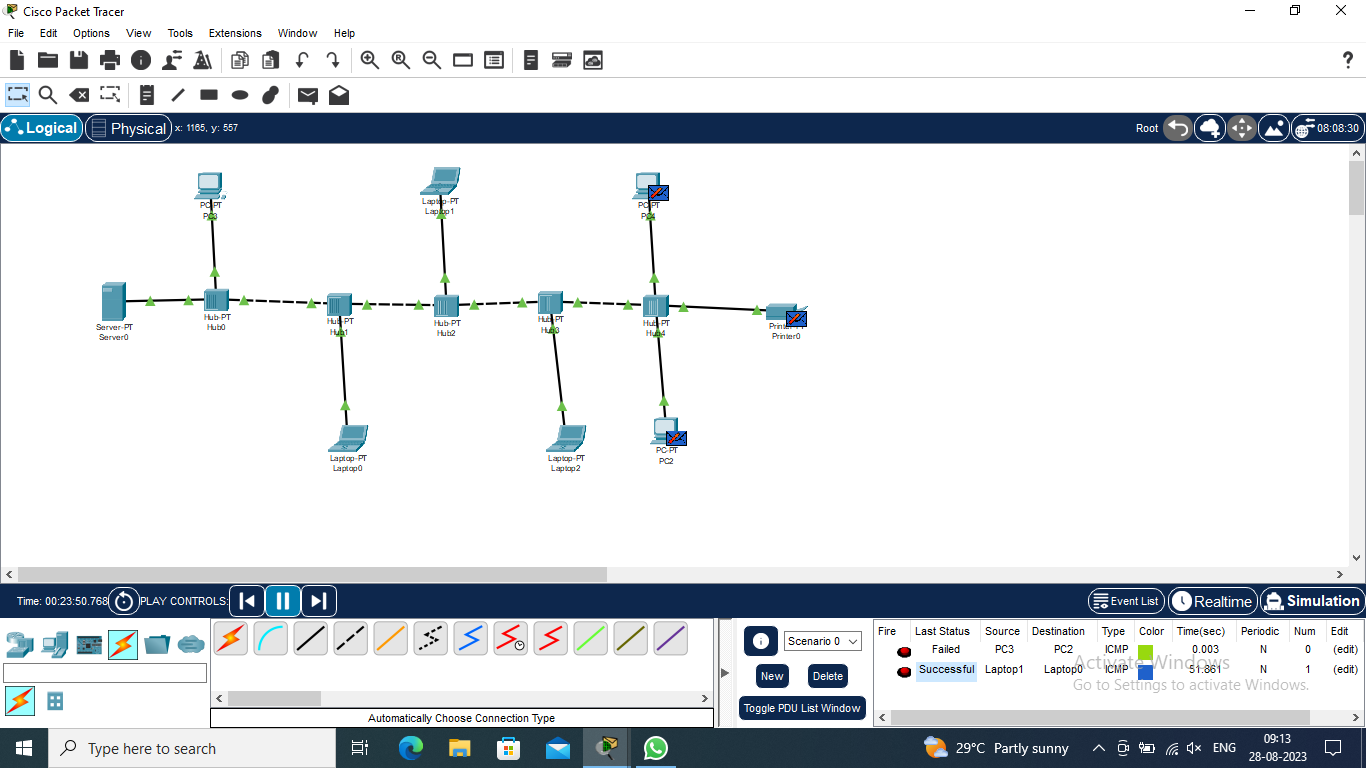 Cisco Packet Tracer
File Edit Options View Tools Extensions Window Help
Logical Physical x: 1165, y: 557 Root 08:08:30
PC-PT
PC3
Laptop-PT
Laptop1
PC-PT
PC4
Server-PT
Server0
Hub-PT
Hub0
Hub-PT
Hub1
Hub-PT
Hub2
Hub-PT
Hub3
Hub-PT
Hub4
Printer-PT
Printer0
Laptop-PT
Laptop0
Laptop-PT
Laptop2
PC-PT
PC2
Time: 00:23:50.768 PLAY CONTROLS: Event List Realtime Simulation
Scenario 0
New Delete
Toggle PDU List Window
Automatically Choose Connection Type
Fire Last Status Source Destination Type Color Time(sec) Periodic Num Edit
Failed PC3 PC2 ICMP 0.003 N 0 (edit)
Successful Laptop1 Laptop0 ICMP 51.861 N 1 (edit)
Activate Windows
Go to Settings to activate Windows.
Type here to search
29°C Partly sunny ENG 09:13
28-08-2023